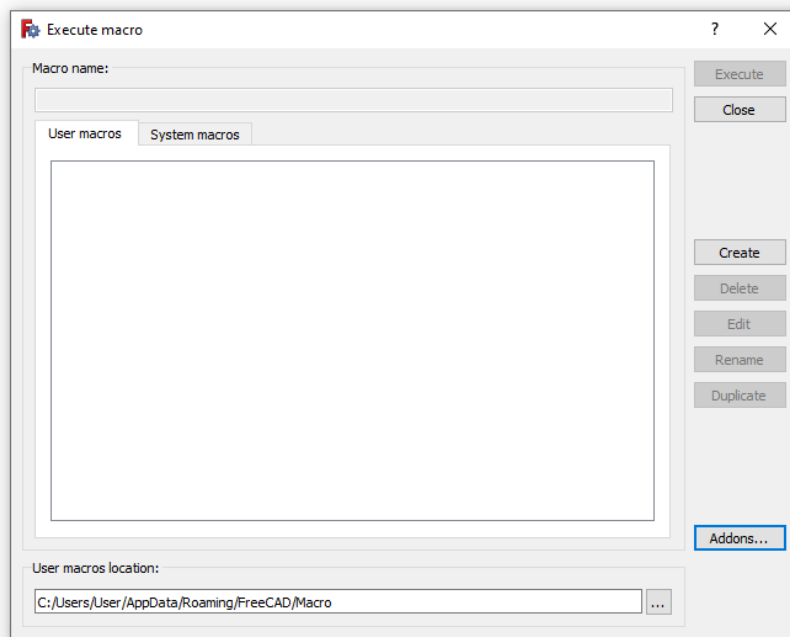 Execute macro
?
Macro name:
Execute
Close
User macros
System macros
Create
Delete
Edit
Rename
Duplicate
Addons...
User macros location:
C:/Users/User/AppData/Roaming/FreeCAD/Macro
...